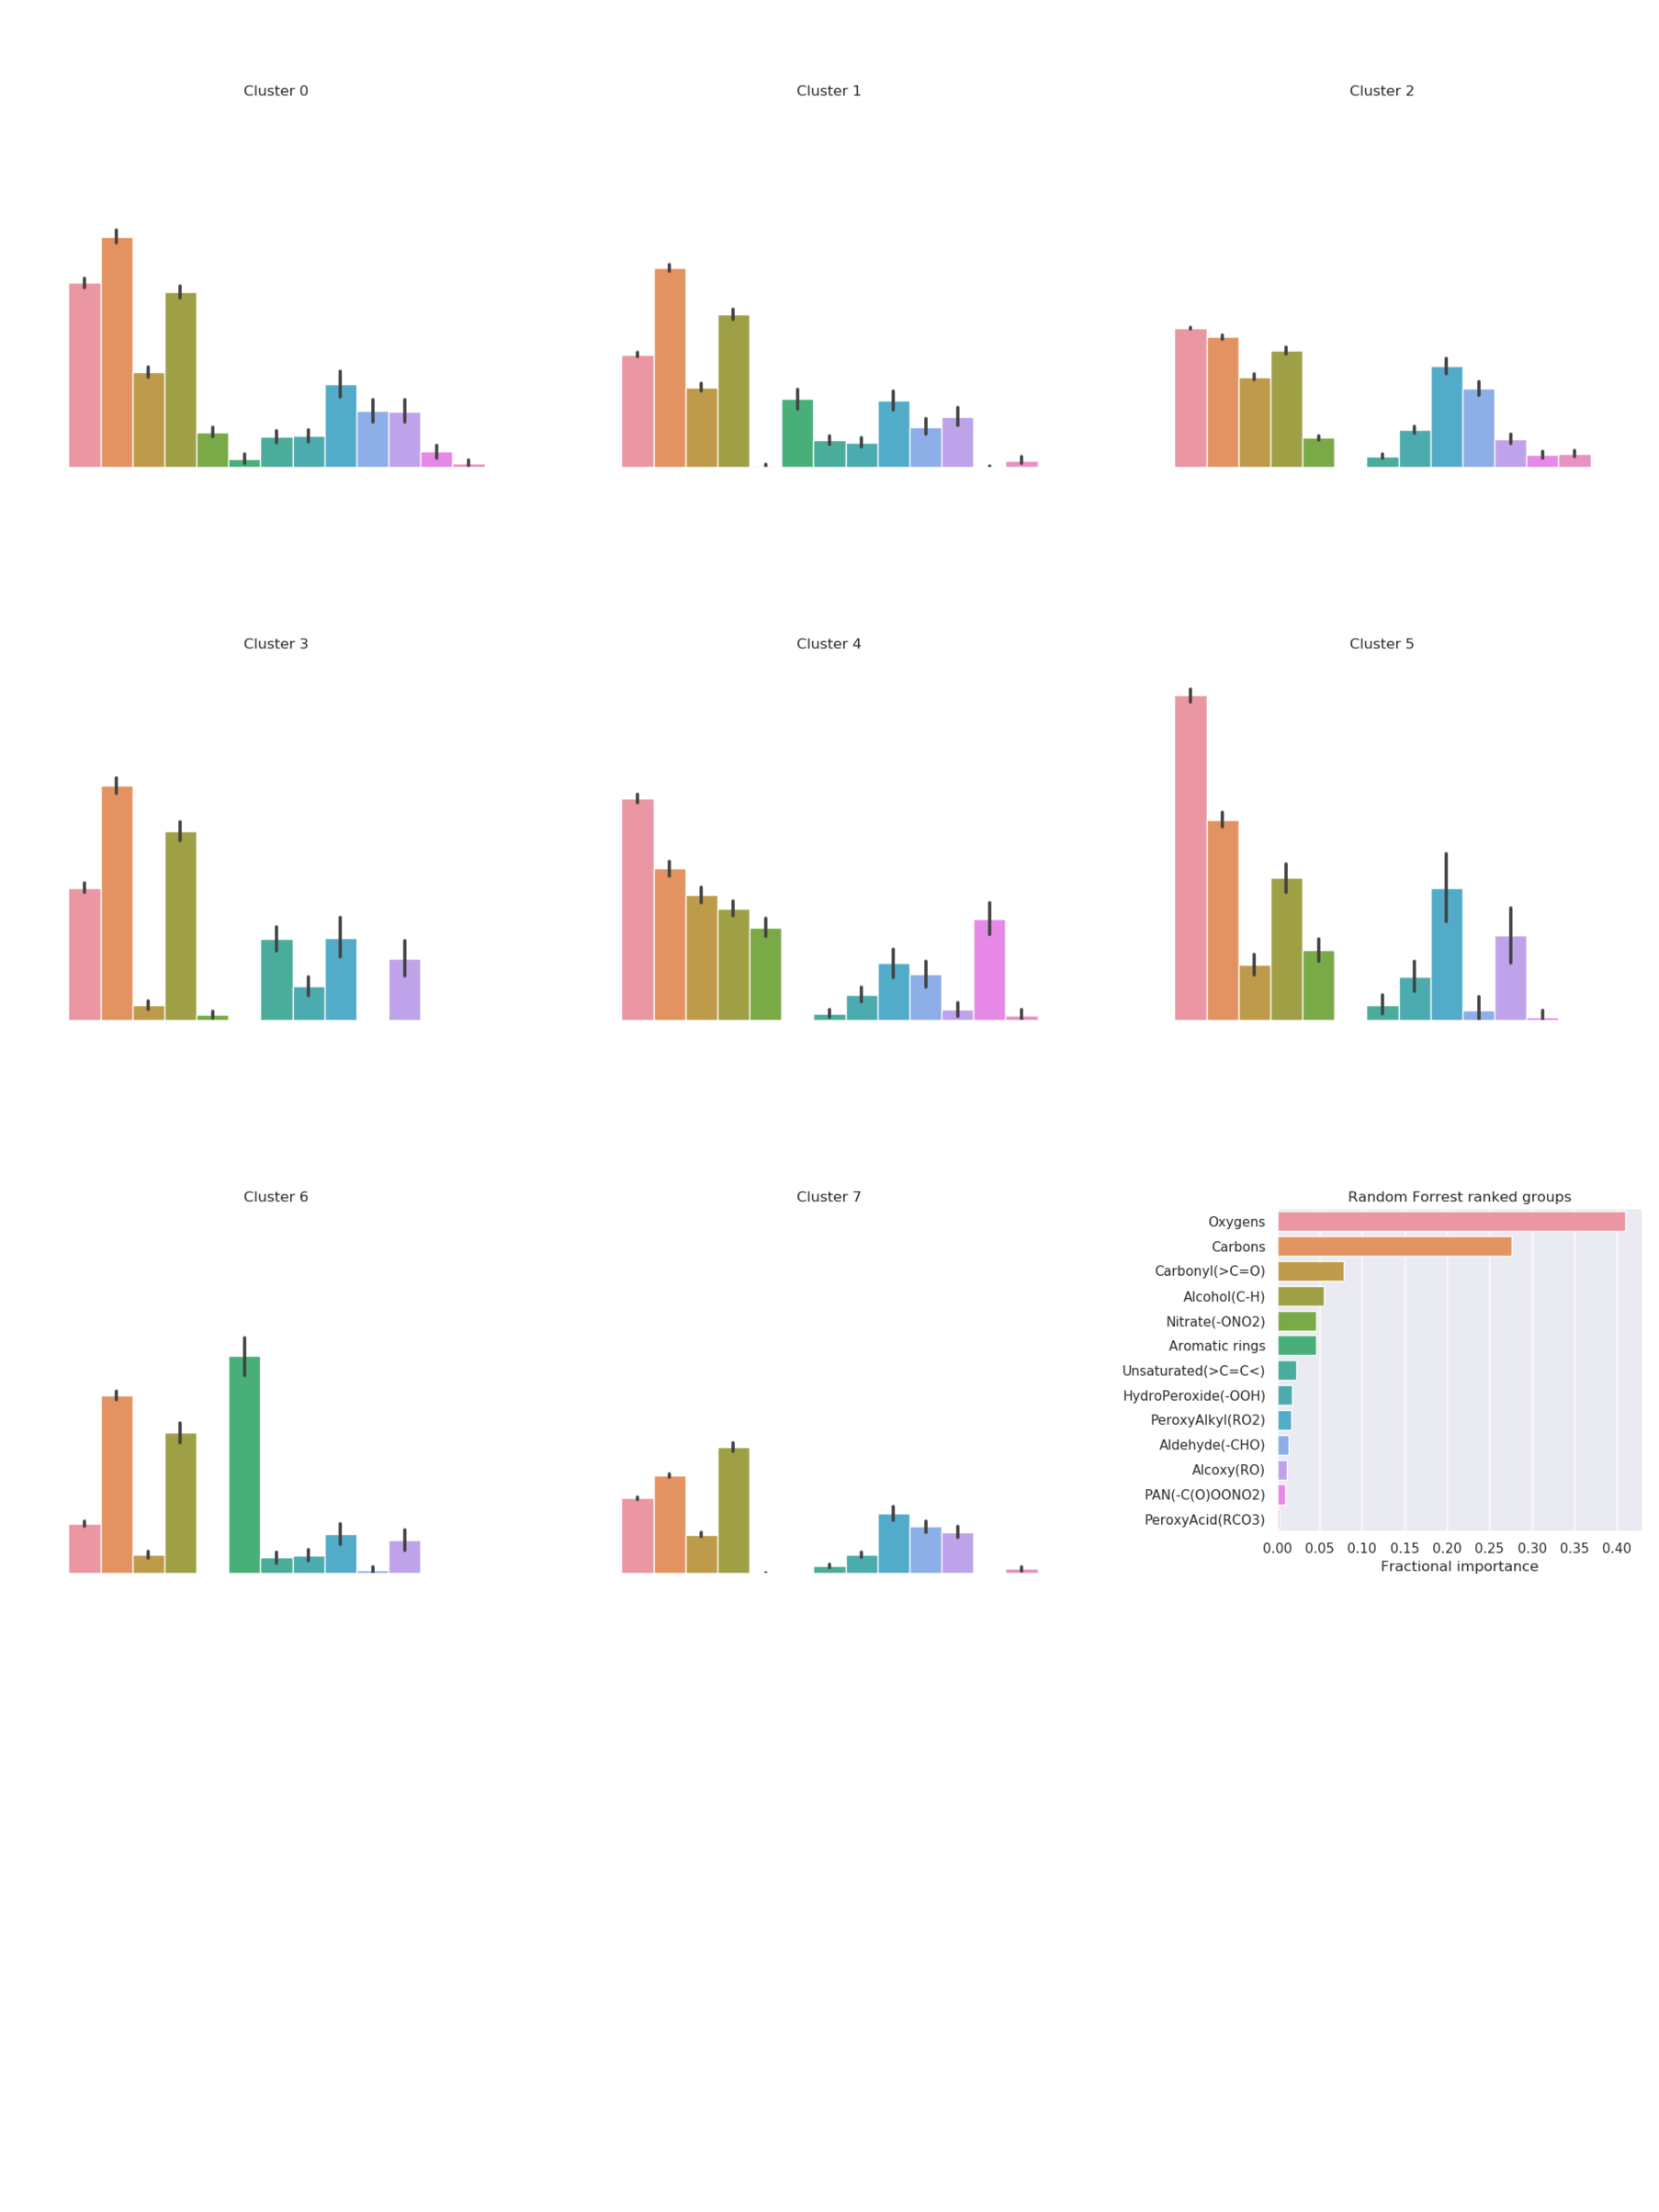 Cluster 0
Cluster 1
Cluster 2
Cluster 3
Cluster 4
Cluster 5
Cluster 6
Cluster 7
Random Forrest ranked groups
Oxygens
Carbons
Carbonyl(>C=O)
Alcohol(C-H)
Nitrate(-ONO2)
Aromatic rings
Unsaturated(>C=C<)
HydroPeroxide(-OOH)
PeroxyAlkyl(RO2)
Aldehyde(-CHO)
Alcoxy(RO)
PAN(-C(O)OONO2)
PeroxyAcid(RCO3)
0.00 0.05 0.10 0.15 0.20 0.25 0.30 0.35 0.40
Fractional importance